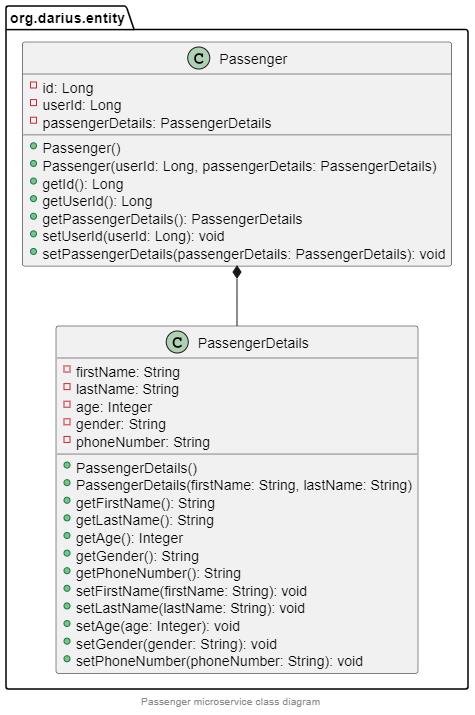 org.darius.entity
C Passenger
id: Long
userId: Long
passengerDetails: PassengerDetails
Passenger()
Passenger(userId: Long, passengerDetails: PassengerDetails)
getId(): Long
getUserId(): Long
getPassengerDetails(): PassengerDetails
setUserId(userId: Long): void
setPassengerDetails(passengerDetails: PassengerDetails): void
C PassengerDetails
firstName: String
lastName: String
age: Integer
gender: String
phoneNumber: String
PassengerDetails()
PassengerDetails(firstName: String, lastName: String)
getFirstName(): String
getLastName(): String
getAge(): Integer
getGender(): String
getPhoneNumber(): String
setFirstName(firstName: String): void
setLastName(lastName: String): void
setAge(age: Integer): void
setGender(gender: String): void
setPhoneNumber(phoneNumber: String): void
Passenger microservice class diagram